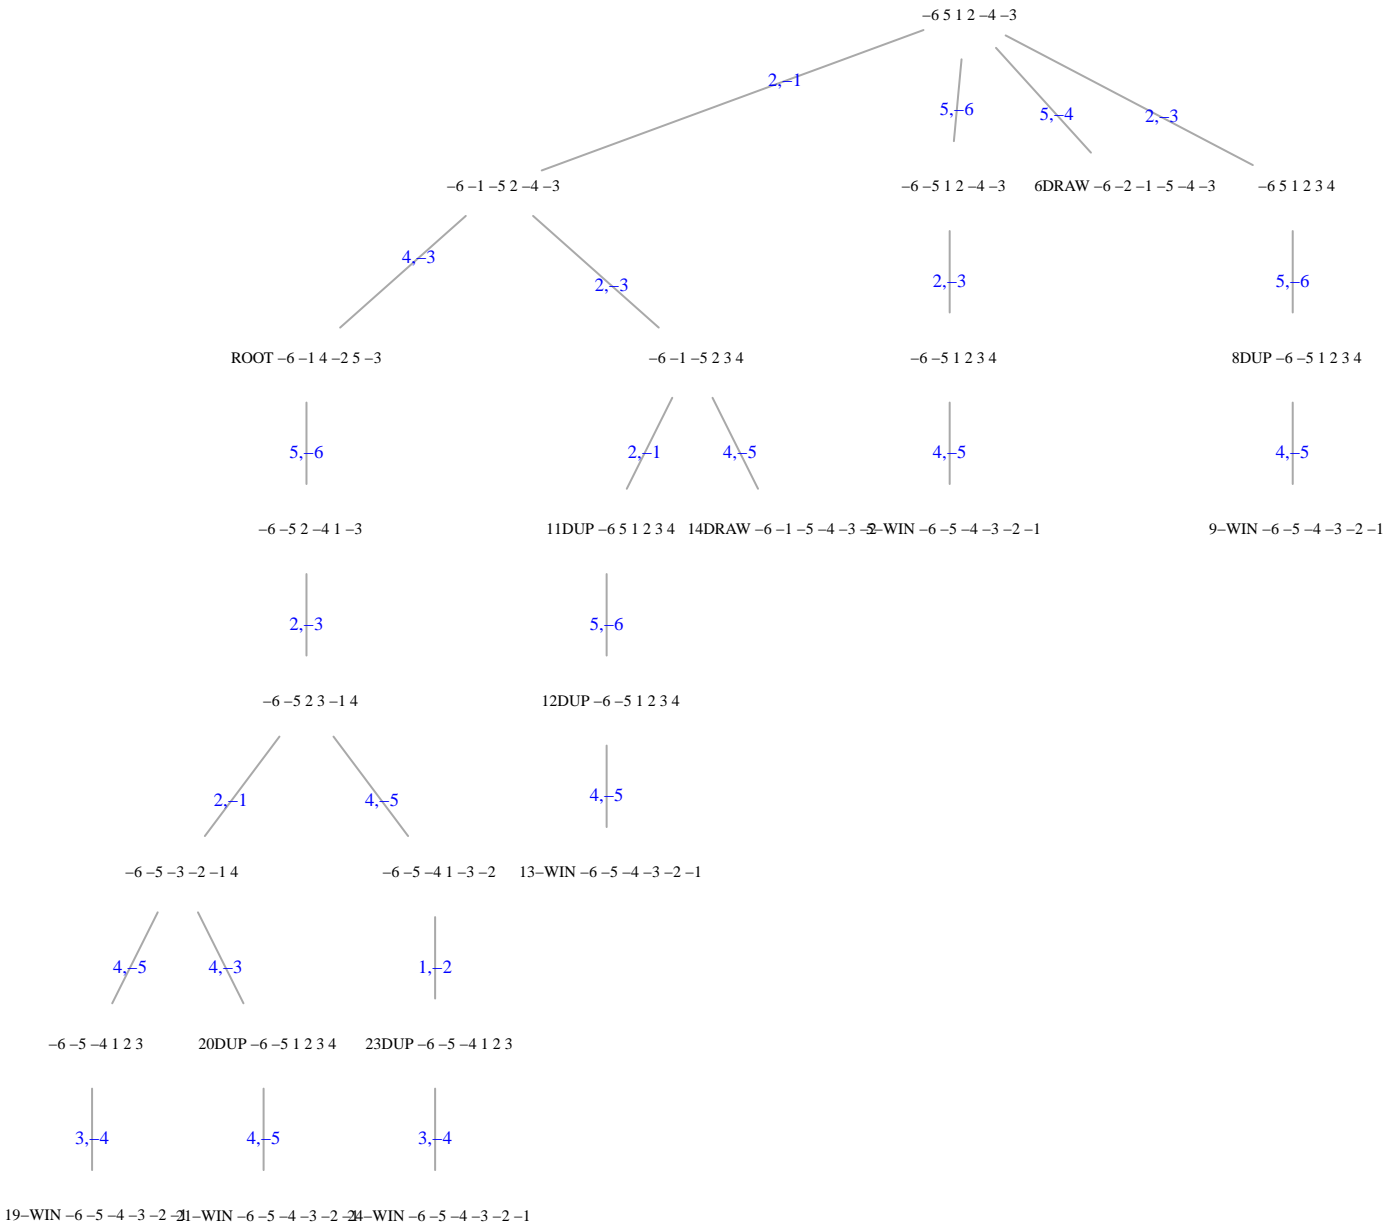 –6 5 1 2 –4 –3
2,–1
5,–6
5,–4
2,–3
–6 –1 –5 2 –4 –3
–6 –5 1 2 –4 –3
6DRAW –6 –2 –1 –5 –4 –3
–6 5 1 2 3 4
4,–3
2,–3
2,–3
5,–6
ROOT –6 –1 4 –2 5 –3
–6 –1 –5 2 3 4
–6 –5 1 2 3 4
8DUP –6 –5 1 2 3 4
5,–6
2,–1
4,–5
4,–5
4,–5
–6 –5 2 –4 1 –3
11DUP –6 5 1 2 3 4
14DRAW –6 –1 –5 –4 –3 –2
5–WIN –6 –5 –4 –3 –2 –1
9–WIN –6 –5 –4 –3 –2 –1
2,–3
5,–6
–6 –5 2 3 –1 4
12DUP –6 –5 1 2 3 4
2,–1
4,–5
4,–5
–6 –5 –3 –2 –1 4
–6 –5 –4 1 –3 –2
13–WIN –6 –5 –4 –3 –2 –1
4,–5
4,–3
1,–2
–6 –5 –4 1 2 3
20DUP –6 –5 1 2 3 4
23DUP –6 –5 –4 1 2 3
3,–4
4,–5
3,–4
19–WIN –6 –5 –4 –3 –2 –1
21–WIN –6 –5 –4 –3 –2 –1
24–WIN –6 –5 –4 –3 –2 –1